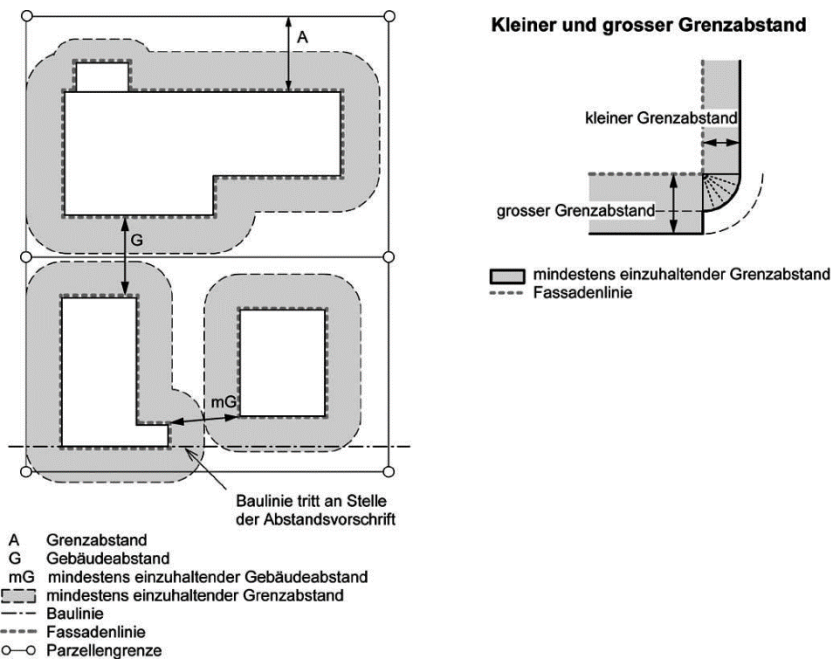 A
G
mG
Baulinie tritt an Stelle
der Abstandsvorschrift
A Grenzabstand
G Gebäudeabstand
mG mindestens einzuhaltender Gebäudeabstand
mindestens einzuhaltender Grenzabstand
Baulinie
Fassadenlinie
Parzellengrenze
Kleiner und grosser Grenzabstand
kleiner Grenzabstand
grosser Grenzabstand
mindestens einzuhaltender Grenzabstand
Fassadenlinie